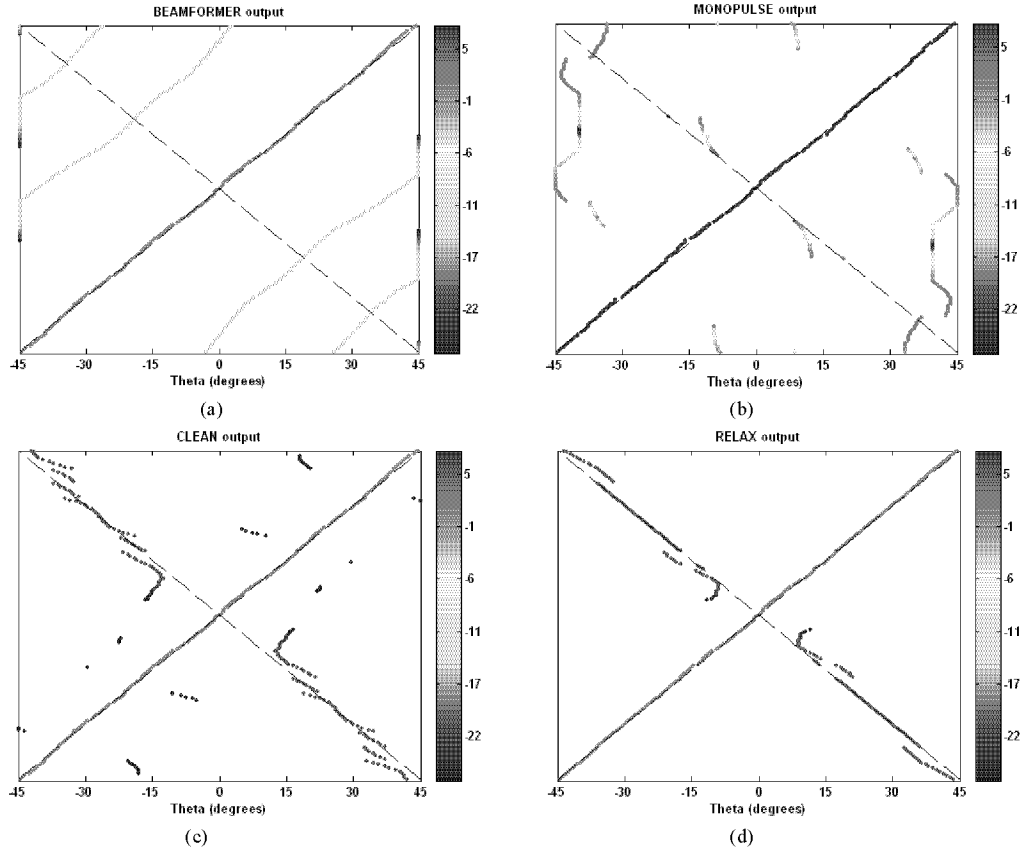 BEAMFORMER output
5
-1
-6
-11
-17
-22
-45 -30 -15 0 15 30 45
Theta (degrees)
(a)
MONOPULSE output
5
-1
-6
-11
-17
-22
-45 -30 -15 0 15 30 45
Theta (degrees)
(b)
CLEAN output
5
-1
-6
-11
-17
-22
-45 -30 -15 0 15 30 45
Theta (degrees)
(c)
RELAX output
5
-1
-6
-11
-17
-22
-45 -30 -15 0 15 30 45
Theta (degrees)
(d)